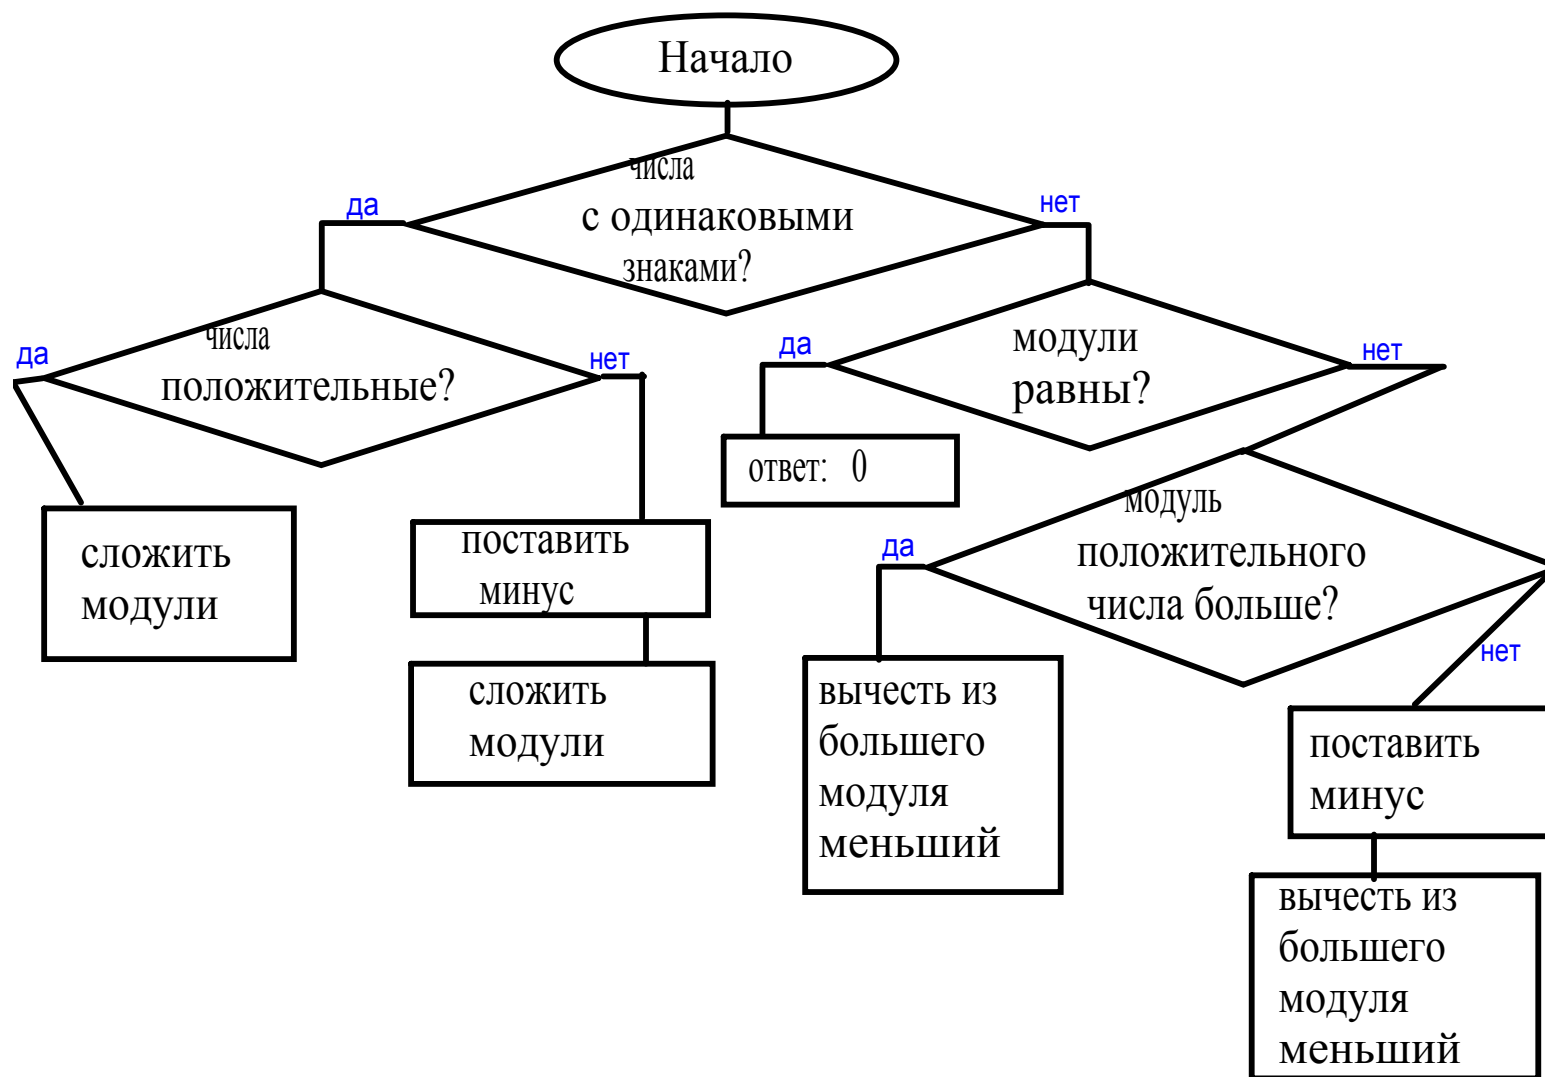 Начало
числа
с одинаковыми
знаками?
да
нет
числа
положительные?
да
нет
модули
равны?
да
нет
ответ: 0
модуль
положительного
числа больше?
да
нет
сложить
модули
поставить
минус
сложить
модули
вычесть из
большего
модуля
меньший
поставить
минус
вычесть из
большего
модуля
меньший